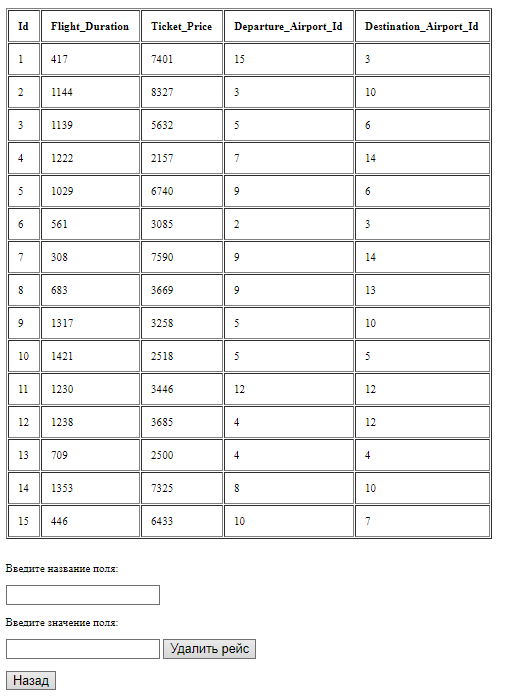 Id Flight_Duration Ticket_Price Departure_Airport_Id Destination_Airport_Id
1 417 7401 15 3
2 1144 8327 3 10
3 1139 5632 5 6
4 1222 2157 7 14
5 1029 6740 9 6
6 561 3085 2 3
7 308 7590 9 14
8 683 3669 9 13
9 1317 3258 5 10
10 1421 2518 5 5
11 1230 3446 12 12
12 1238 3685 4 12
13 709 2500 4 4
14 1353 7325 8 10
15 446 6433 10 7
Введите название поля:
Введите значение поля:
Удалить рейс
Назад